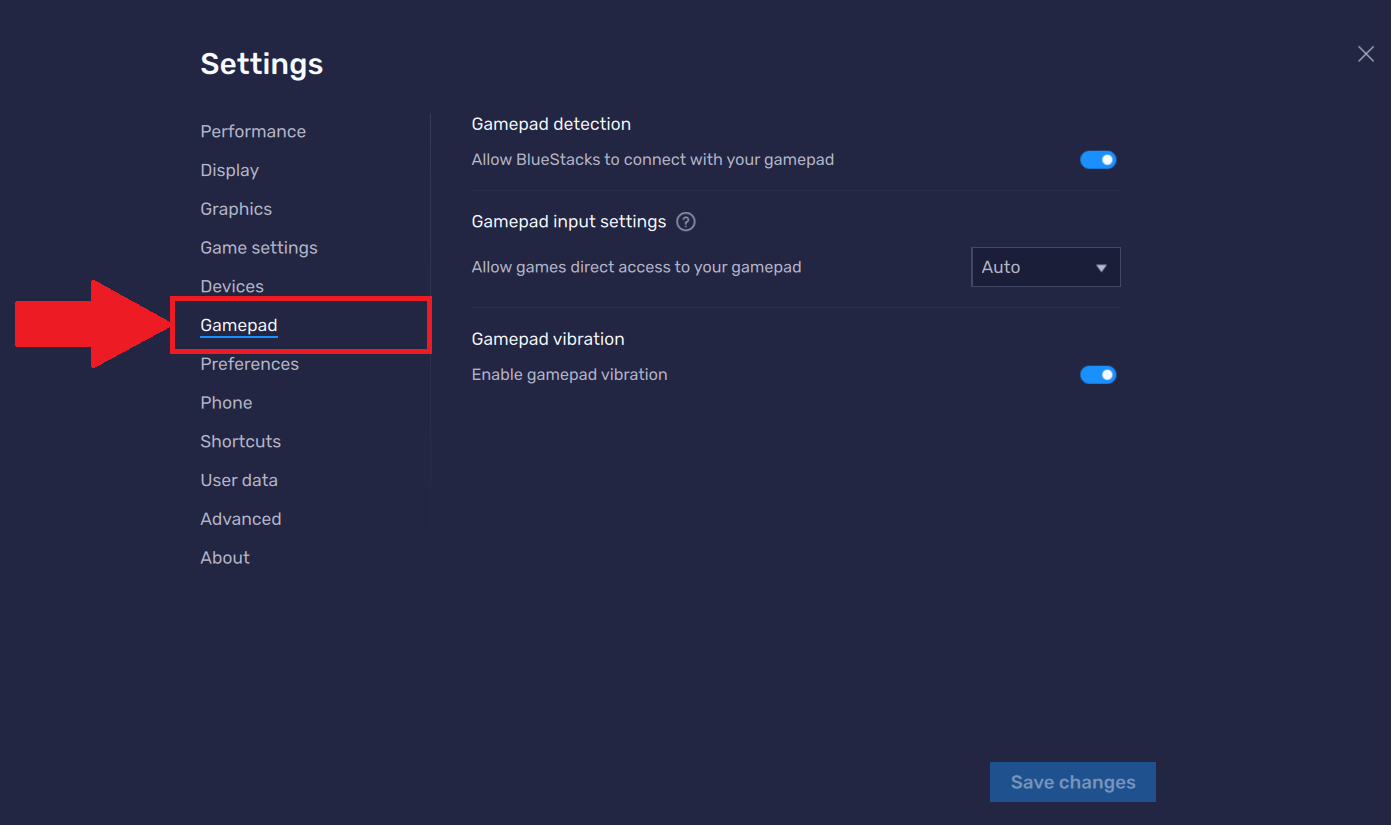 Settings
Performance
Display
Graphics
Game settings
Devices
Gamepad
Preferences
Phone
Shortcuts
User data
Advanced
About
Gamepad detection
Allow BlueStacks to connect with your gamepad
Gamepad input settings ?
Allow games direct access to your gamepad
Auto
Gamepad vibration
Enable gamepad vibration
Save changes